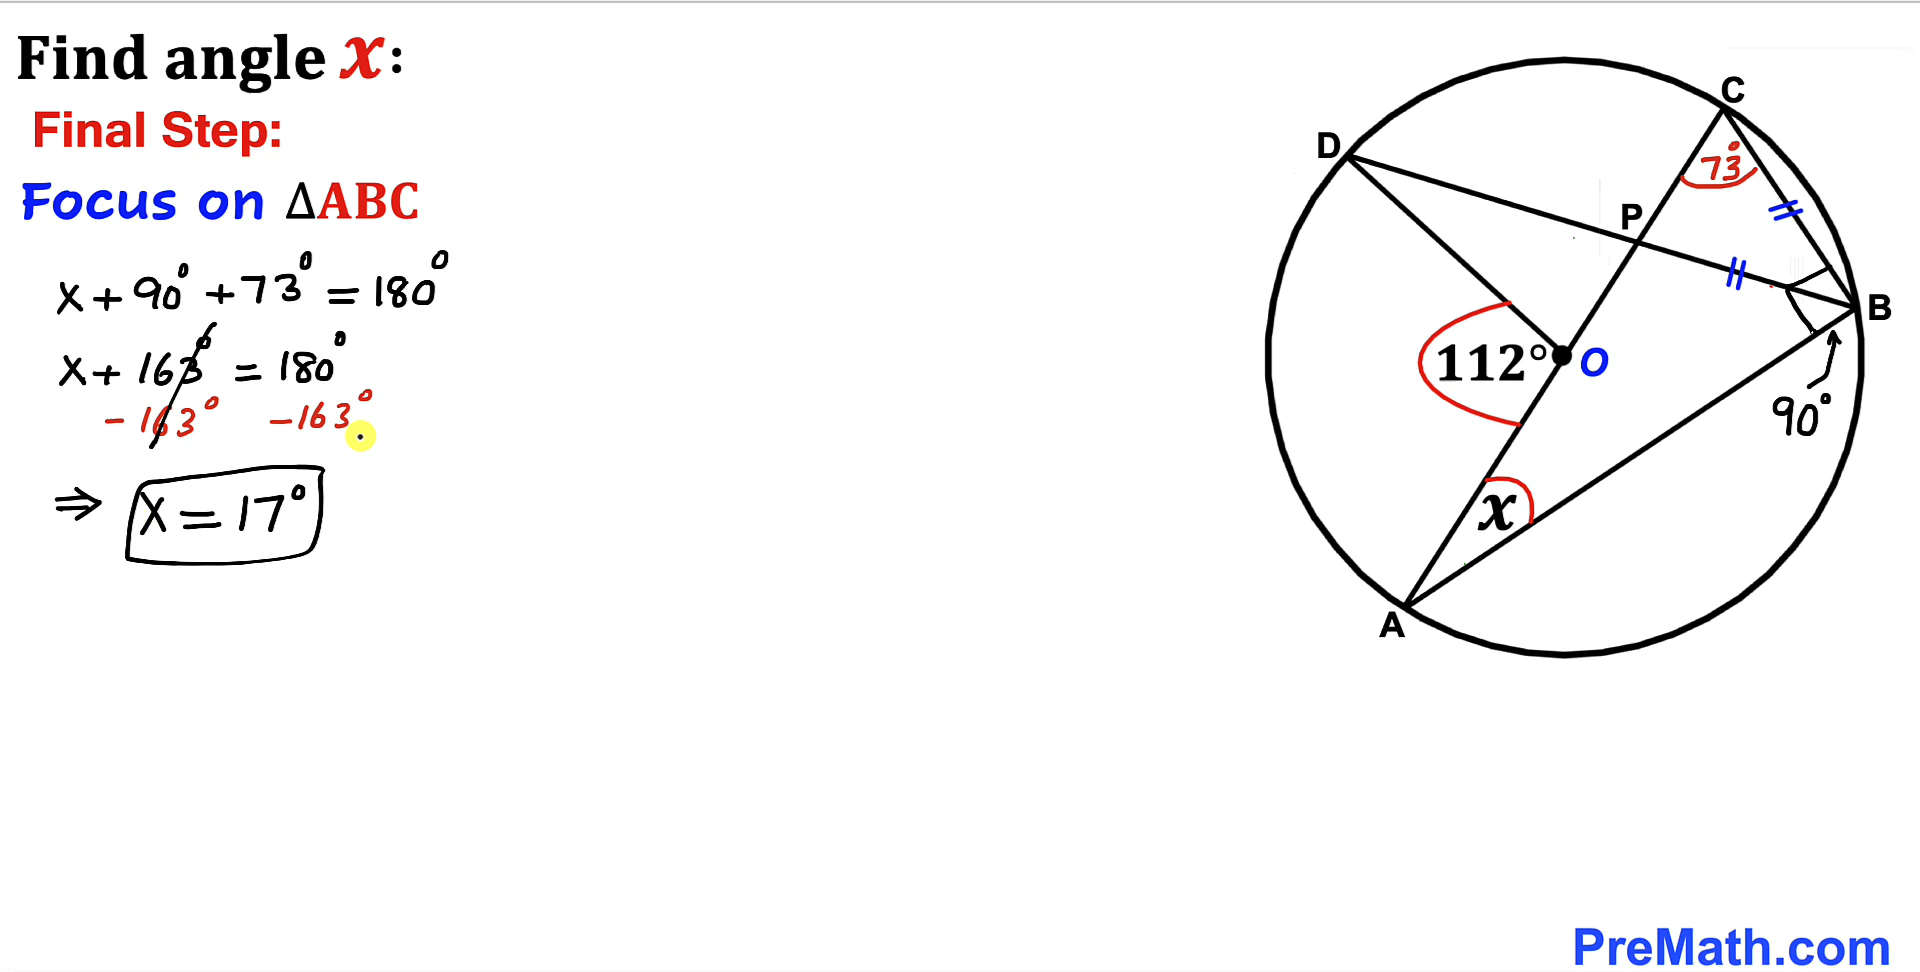 Find angle x:
Final Step:
Focus on ΔABC
x + 90° + 73° = 180°
x + 163° = 180°
- 163° - 163°
⇒ x = 17°
C
D
73°
P
B
112°
O
90°
x
A
PreMath.com